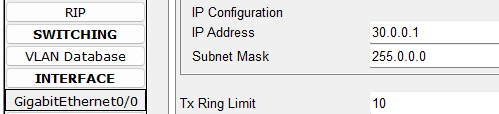 RIP
SWITCHING
VLAN Database
INTERFACE
GigabitEthernet0/0
IP Configuration
IP Address 30.0.0.1
Subnet Mask 255.0.0.0
Tx Ring Limit 10